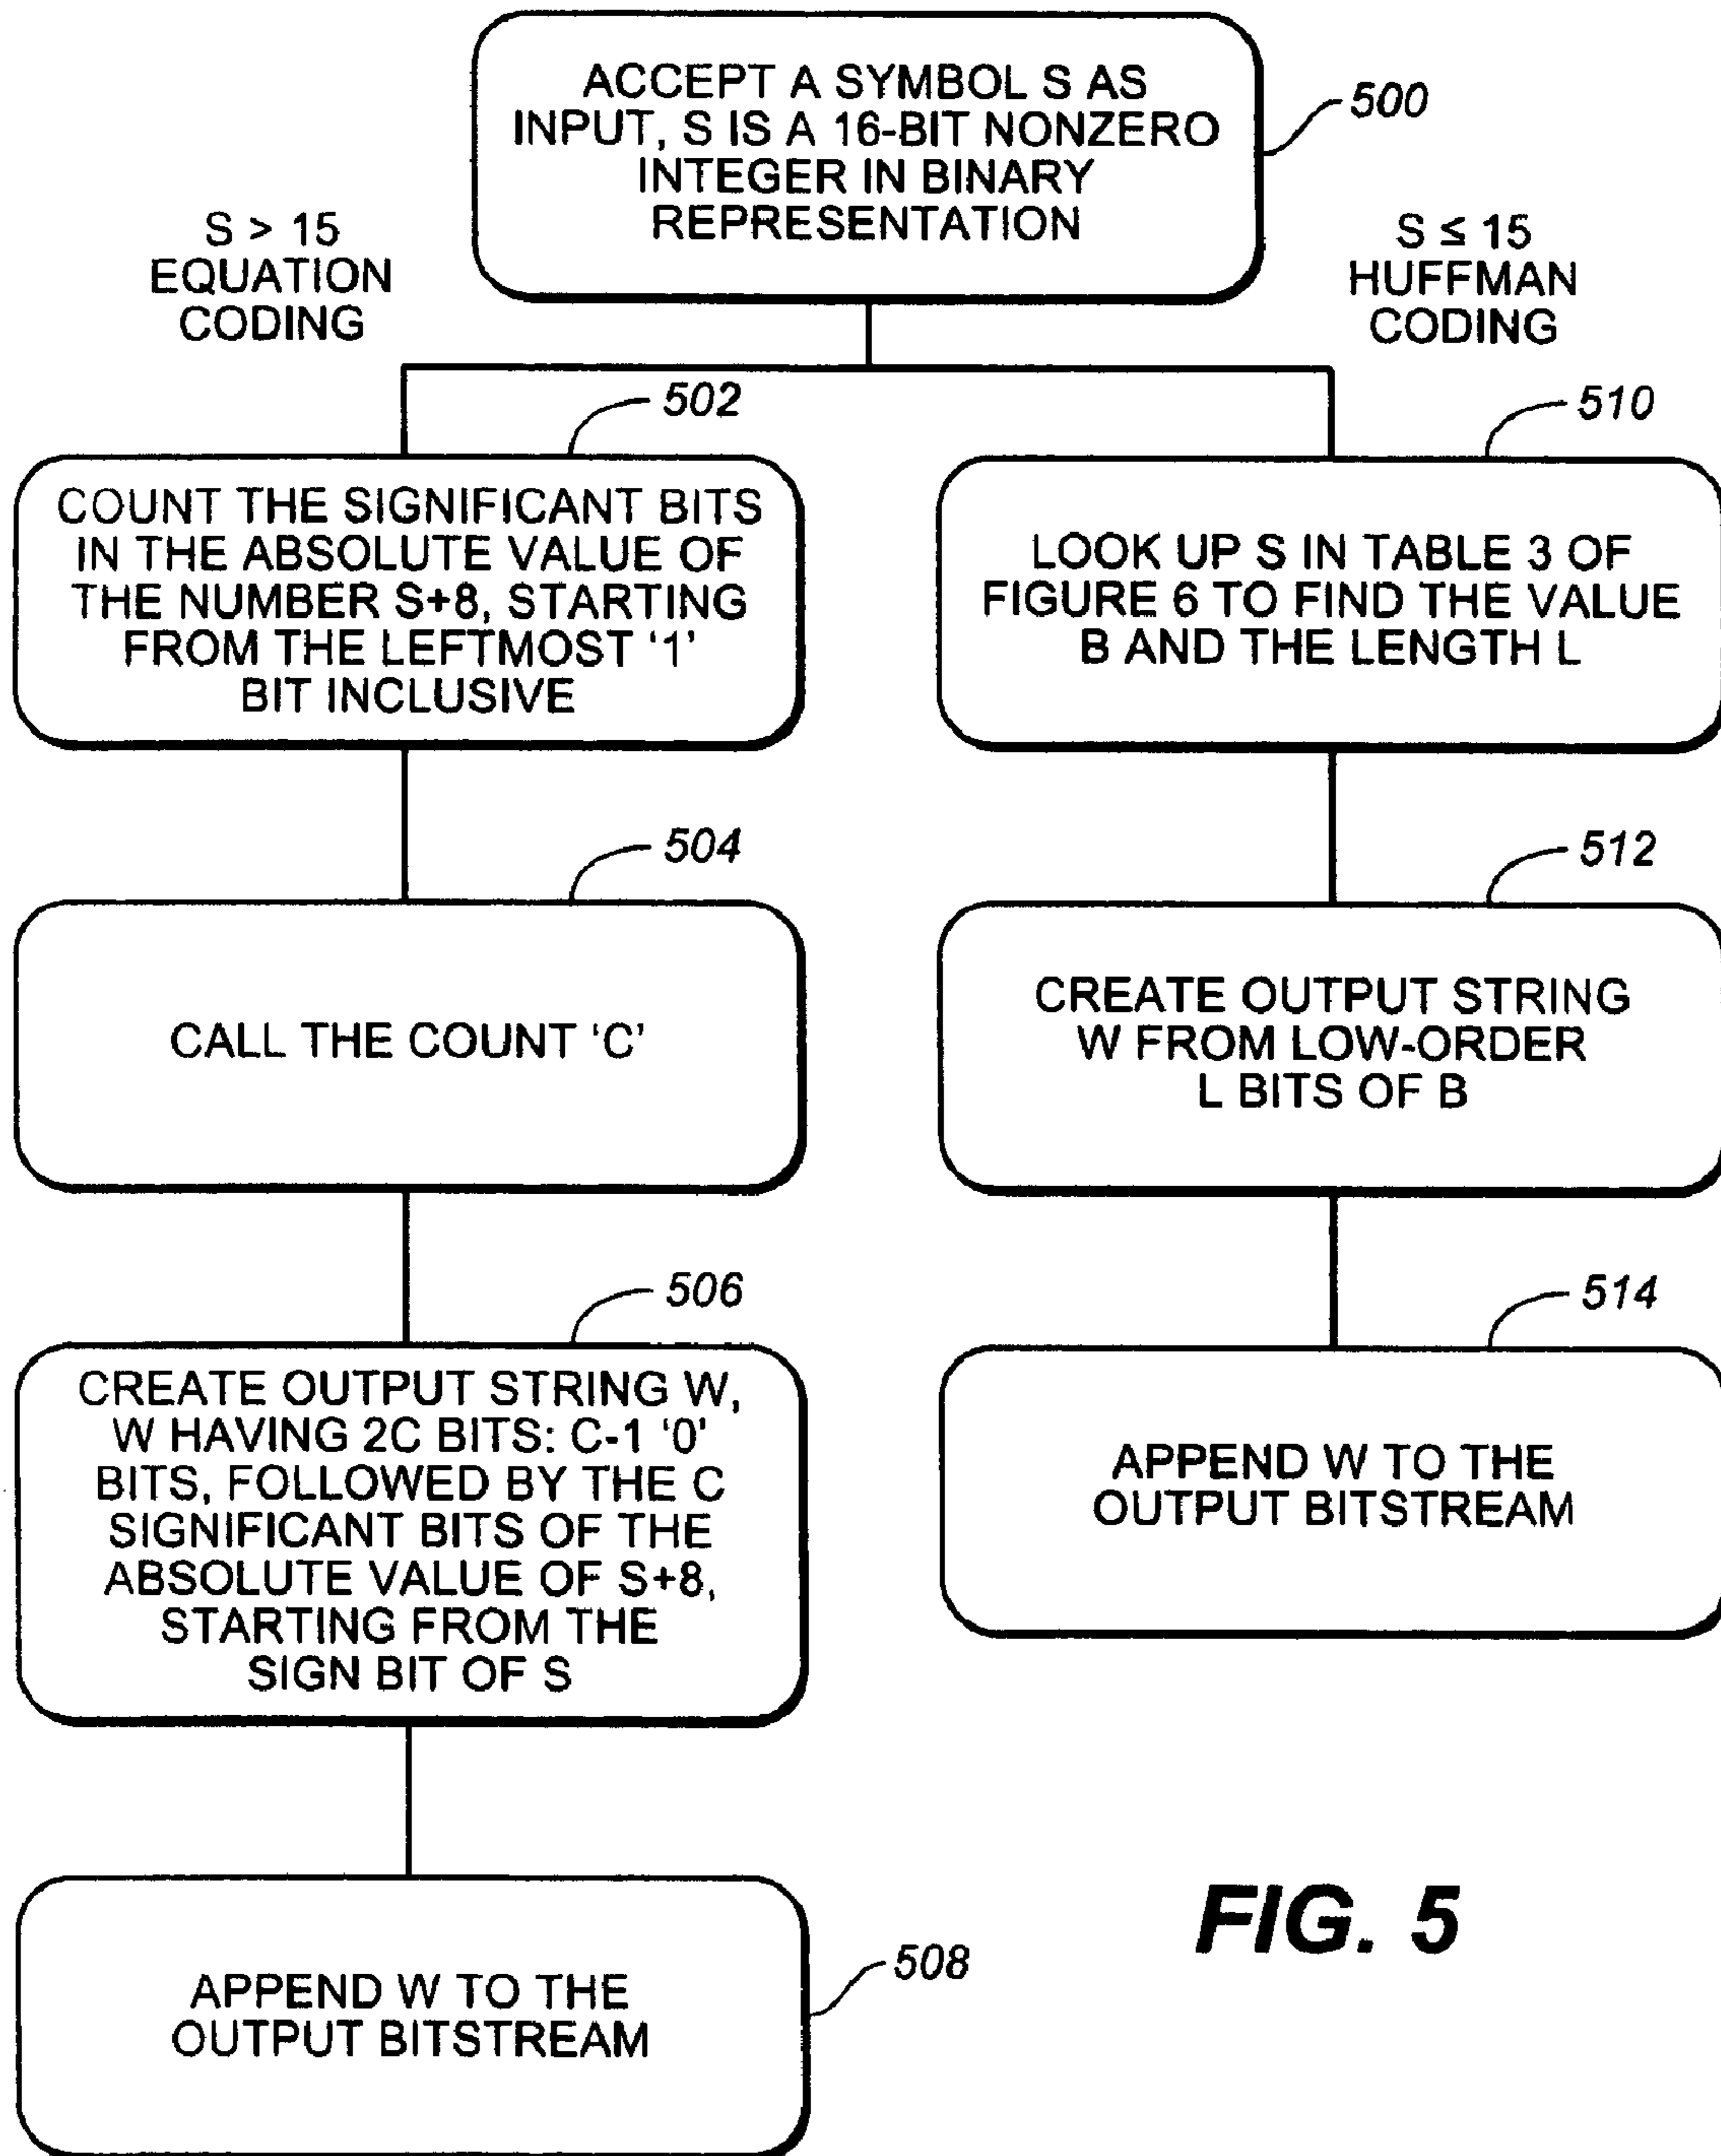 ACCEPT A SYMBOL S AS
INPUT, S IS A 16-BIT NONZERO
INTEGER IN BINARY
REPRESENTATION
500
S > 15
EQUATION
CODING
S ≤ 15
HUFFMAN
CODING
502
COUNT THE SIGNIFICANT BITS
IN THE ABSOLUTE VALUE OF
THE NUMBER S+8, STARTING
FROM THE LEFTMOST ‘1’
BIT INCLUSIVE
510
LOOK UP S IN TABLE 3 OF
FIGURE 6 TO FIND THE VALUE
B AND THE LENGTH L
504
CALL THE COUNT ‘C’
512
CREATE OUTPUT STRING
W FROM LOW-ORDER
L BITS OF B
506
CREATE OUTPUT STRING W,
W HAVING 2C BITS: C-1 ‘0’
BITS, FOLLOWED BY THE C
SIGNIFICANT BITS OF THE
ABSOLUTE VALUE OF S+8,
STARTING FROM THE
SIGN BIT OF S
514
APPEND W TO THE
OUTPUT BITSTREAM
508
APPEND W TO THE
OUTPUT BITSTREAM
FIG. 5